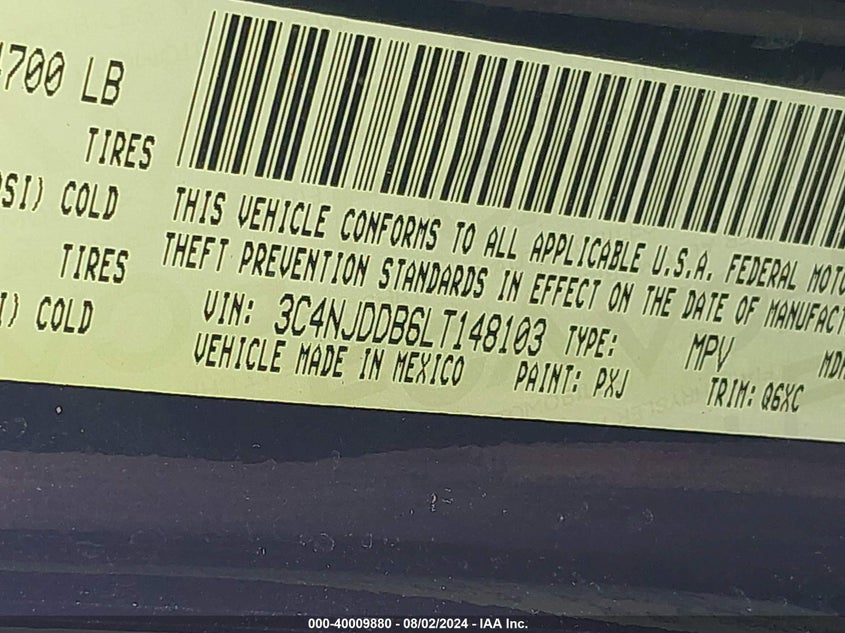 4700 LB
TIRES
PSI) COLD
TIRES
I) COLD
THIS VEHICLE CONFORMS TO ALL APPLICABLE U.S.A. FEDERAL MOTO
THEFT PREVENTION STANDARDS IN EFFECT ON THE DATE OF MANUFACT
VIN: 3C4NJDDB6LT148103 TYPE: MPV MDH
VEHICLE MADE IN MEXICO PAINT: PXJ TRIM: Q6XC
000-40009880 - 08/02/2024 - IAA Inc.